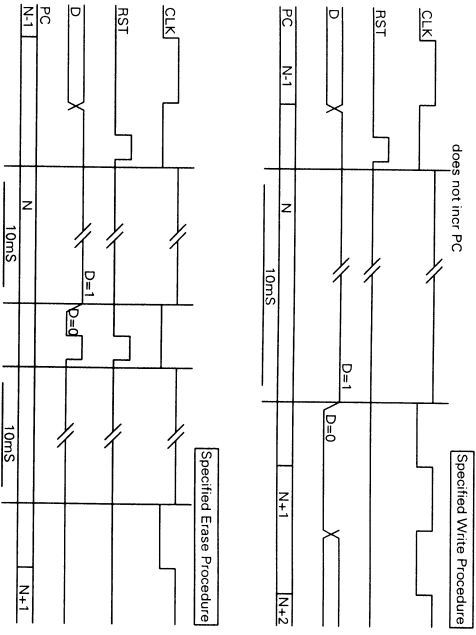 Specified Write Procedure
does not incr PC
CLK
RST
D
D=1
D=0
PC
N-1
N
N+1
N+2
10mS
Specified Erase Procedure
CLK
RST
D
D=1
D=0
PC
N-1
N
N+1
10mS
10mS